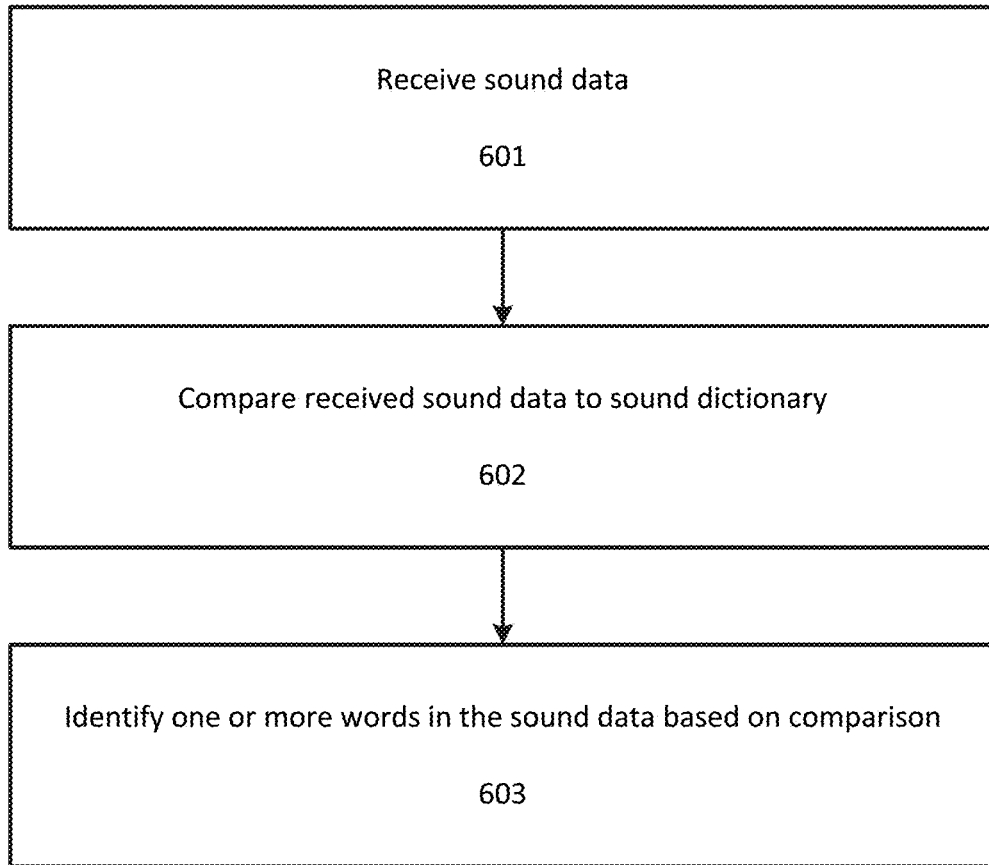 Receive sound data
601
Compare received sound data to sound dictionary
602
Identify one or more words in the sound data based on comparison
603